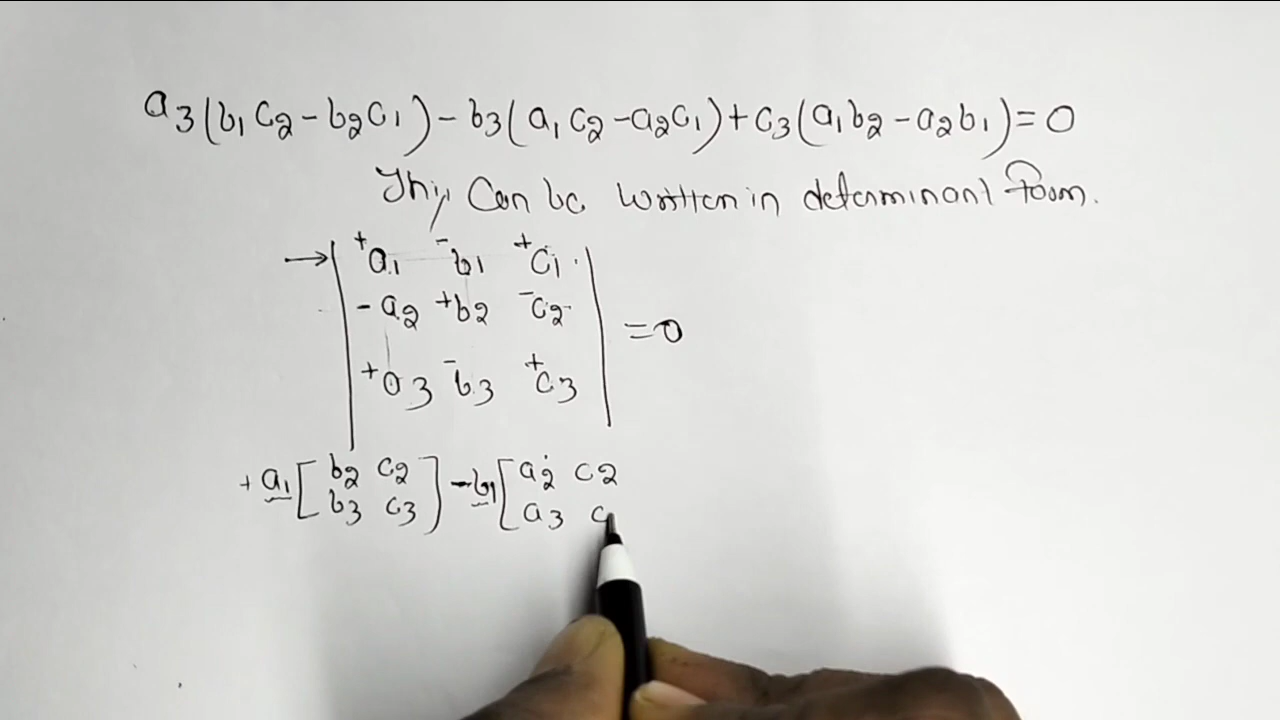 a3(b1c2-b2c1)-b3(a1c2-a2c1)+c3(a1b2-a2b1)=0
This Can be written in determinant Form.
→ | +a1 -b1 +c1 |
| -a2 +b2 -c2 | =0
| +a3 -b3 +c3 |
+a1[b2 c2] -b1[a2 c2
[b3 c3] [a3 c